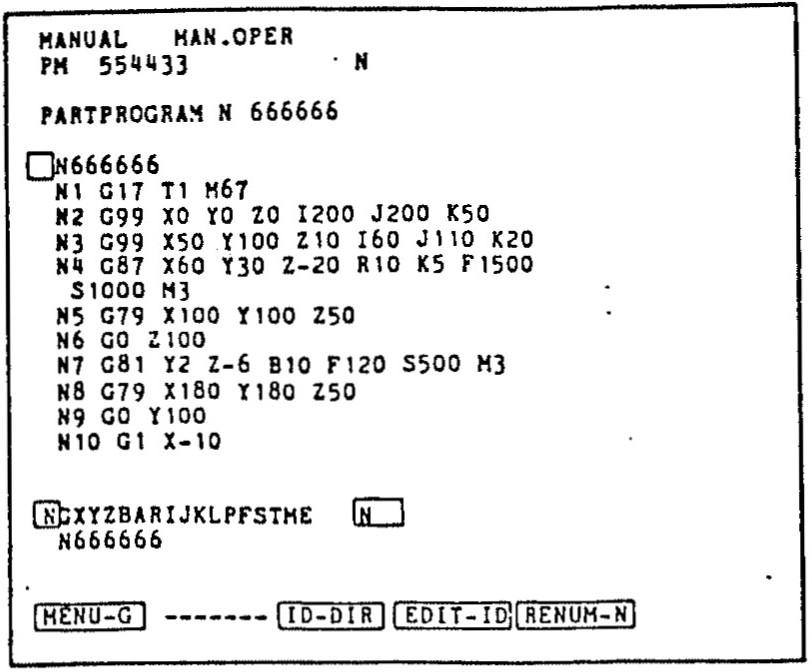 MANUAL MAN.OPER
PM 554433 N
PARTPROGRAM N 666666
N666666
N1 G17 T1 M67
N2 G99 X0 Y0 Z0 I200 J200 K50
N3 G99 X50 Y100 Z10 I60 J110 K20
N4 G87 X60 Y30 Z-20 R10 K5 F1500
S1000 M3
N5 G79 X100 Y100 Z50
N6 G0 Z100
N7 G81 Y2 Z-6 B10 F120 S500 M3
N8 G79 X180 Y180 Z50
N9 G0 Y100
N10 G1 X-10
NGXYZBARIJKLPFSTME N
N666666
MENU-G ------- ID-DIR EDIT-ID RENUM-N